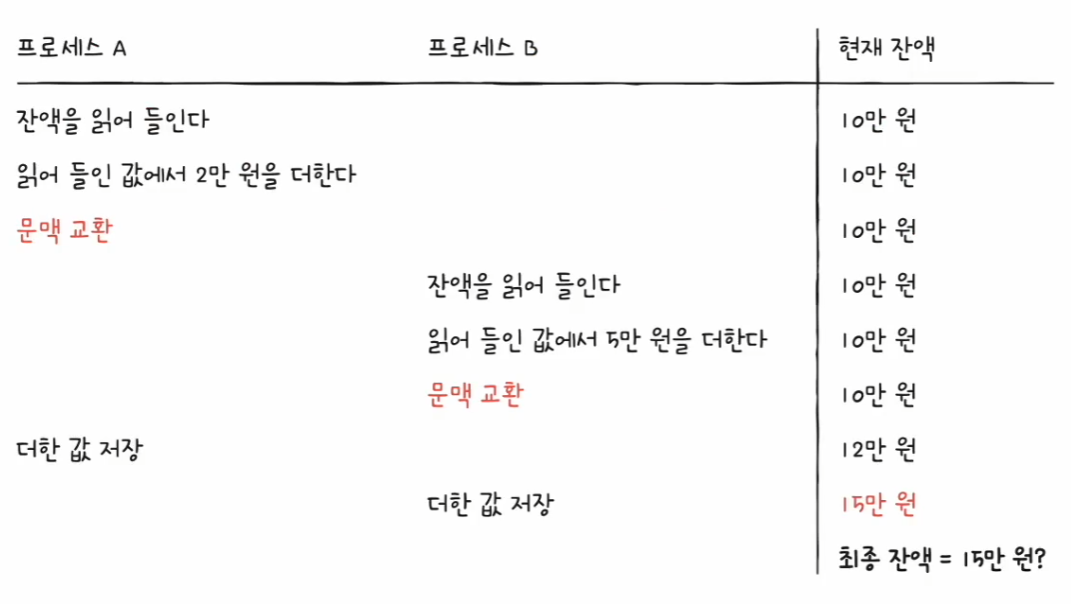 프로세스 A 프로세스 B 현재 잔액
잔액을 읽어 들인다 10만 원
읽어 들인 값에서 2만 원을 더한다 10만 원
문맥 교환 10만 원
잔액을 읽어 들인다 10만 원
읽어 들인 값에서 5만 원을 더한다 10만 원
문맥 교환 10만 원
더한 값 저장 12만 원
더한 값 저장 15만 원
최종 잔액 = 15만 원?